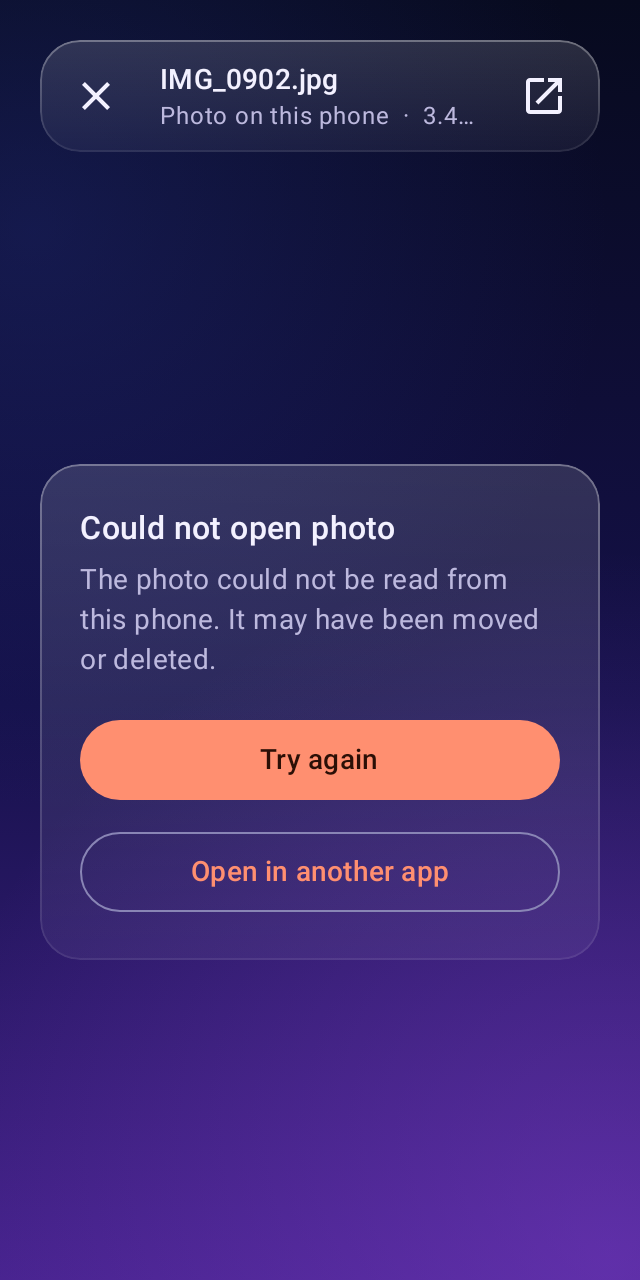 IMG_0902.jpg
Photo on this phone · 3.4…
Could not open photo
The photo could not be read from
this phone. It may have been moved
or deleted.
Try again
Open in another app